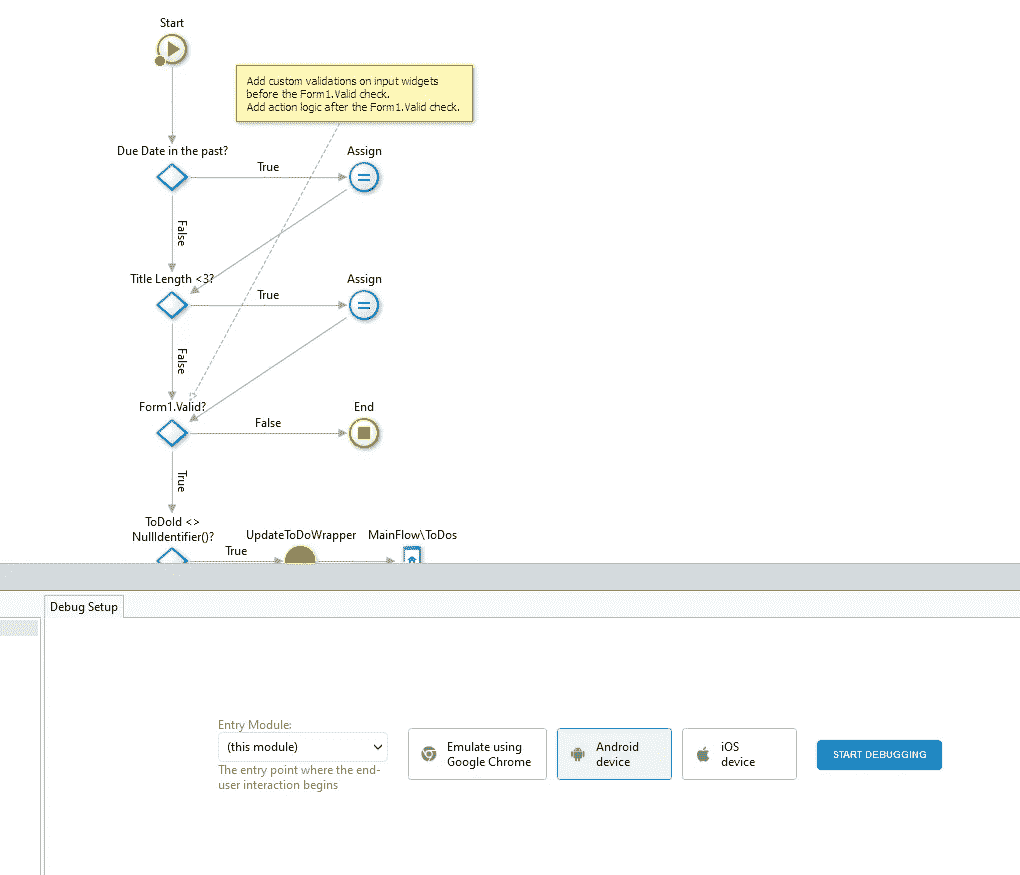 Start
Add custom validations on input widgets
before the Form1.Valid check.
Add action logic after the Form1.Valid check.
Due Date in the past?
True
Assign
False
Title Length <3?
True
Assign
False
Form1.Valid?
False
End
True
ToDoId <>
NullIdentifier()?
True
UpdateToDoWrapper
MainFlow\ToDos
Debug Setup
Entry Module:
(this module)
The entry point where the end-
user interaction begins
Emulate using
Google Chrome
Android
device
iOS
device
START DEBUGGING